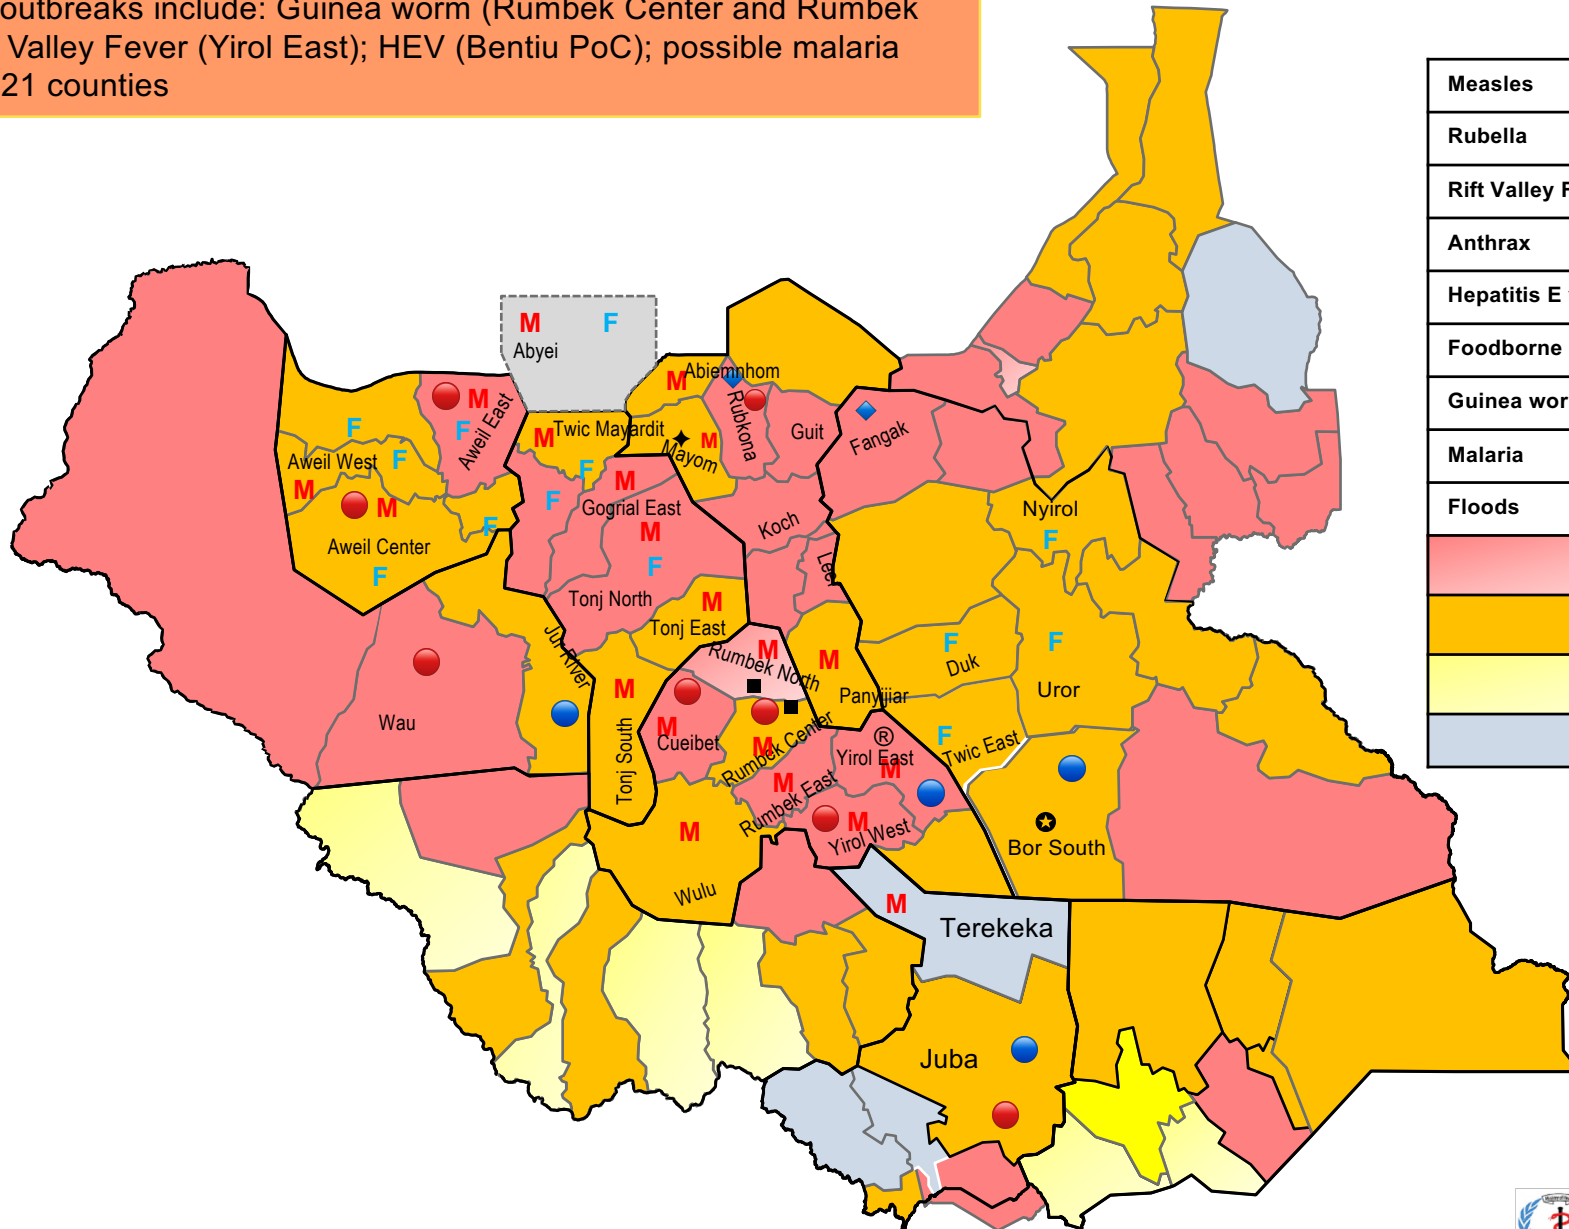 outbreaks include: Guinea worm (Rumbek Center and Rumbek
Valley Fever (Yirol East); HEV (Bentiu PoC); possible malaria
21 counties
Measles
Rubella
Rift Valley F
Anthrax
Hepatitis E
Foodborne
Guinea wor
Malaria
Floods
M F
Abyei
M Abiemnhom
M
Aweil East
F
Rubkona
Guit
Fangak
F
Aweil West
F
M
M
Aweil Center
F
F
M Twic Mayardit
F
Mayom
M
F
M
Gogrial East
M
F
Koch
Leer
Nyirol
F
Tonj North
M
Tonj East
Jur River
M
Rumbek North
M
Panyijiar
F
Duk
F
Uror
Wau
M
Tonj South
M
Cueibet
M
Rumbek Center
®
Yirol East
M
F
Twic East
M
Rumbek East
M
Yirol West
Bor South
M
Wulu
M
Terekeka
Juba